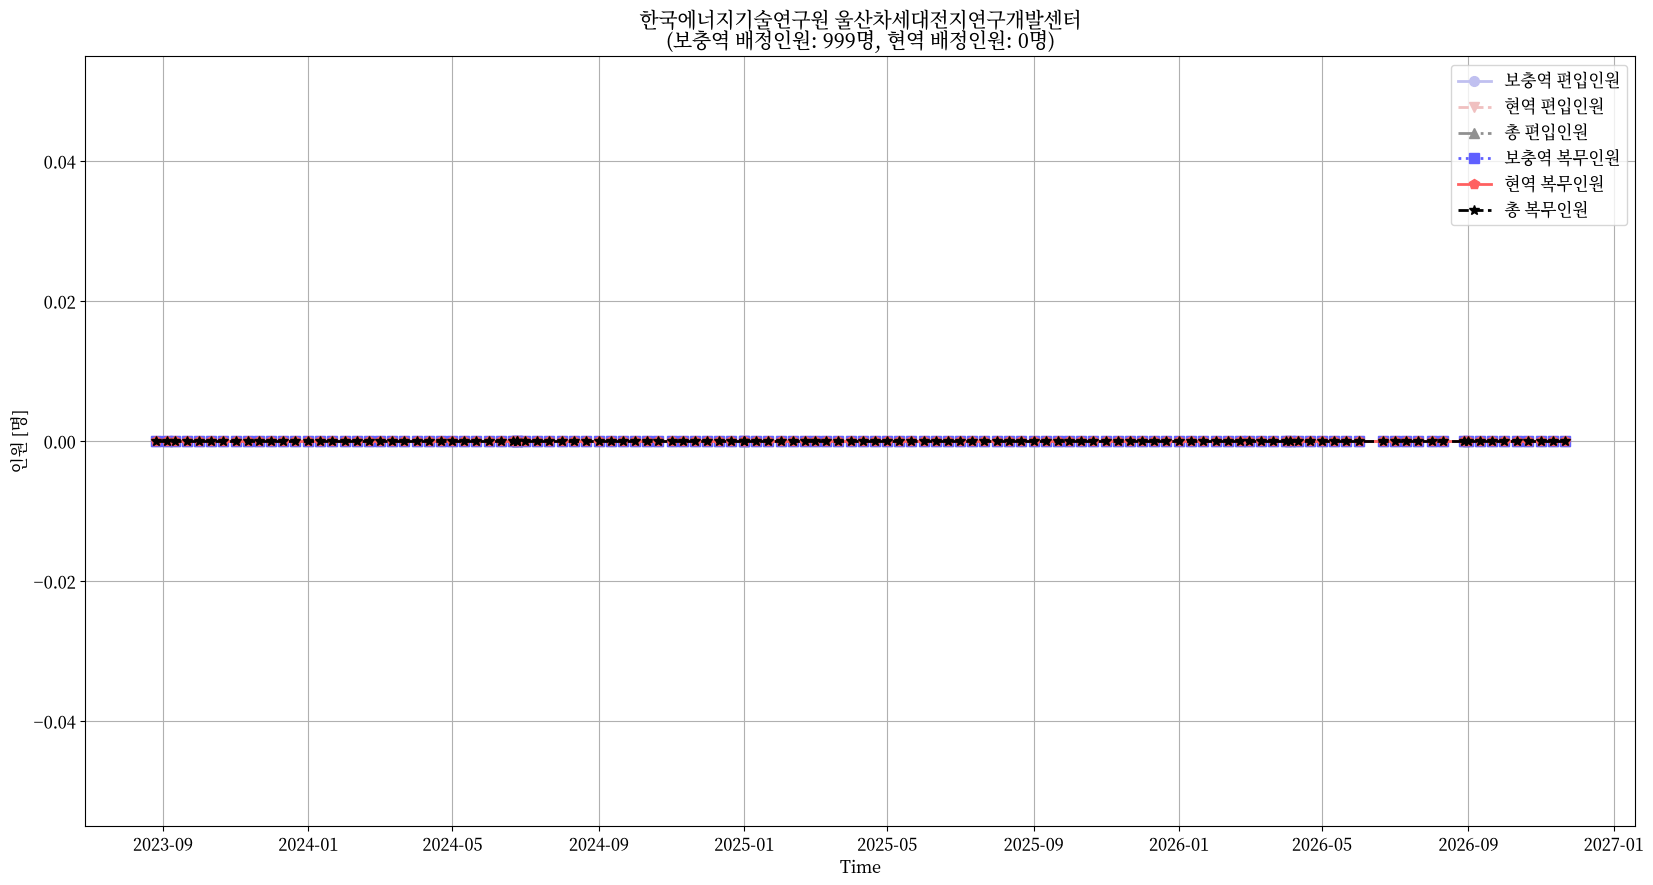 한국에너지기술연구원 울산차세대전지연구개발센터
(보충역 배정인원: 999명, 현역 배정인원: 0명)
보충역 편입인원
현역 편입인원
총 편입인원
보충역 복무인원
현역 복무인원
총 복무인원
0.04
0.02
0.00
−0.02
−0.04
인원 [명]
2023-09 2024-01 2024-05 2024-09 2025-01 2025-05 2025-09 2026-01 2026-05 2026-09 2027-01
Time